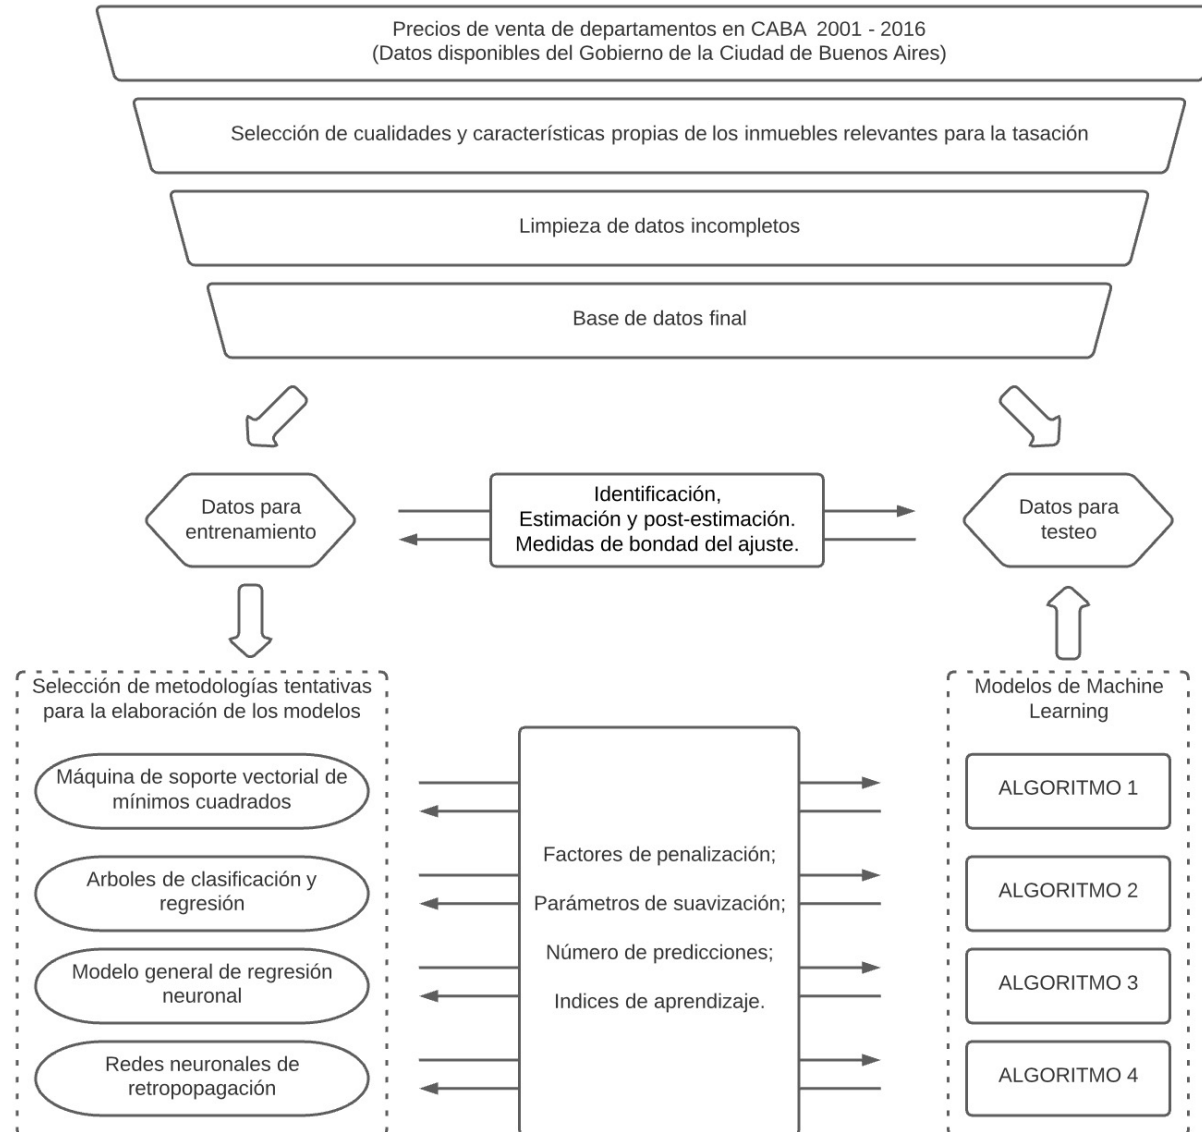 Precios de venta de departamentos en CABA 2001 - 2016
(Datos disponibles del Gobierno de la Ciudad de Buenos Aires)
Selección de cualidades y características propias de los inmuebles relevantes para la tasación
Limpieza de datos incompletos
Base de datos final
Datos para
entrenamiento
Identificación,
Estimación y post-estimación.
Medidas de bondad del ajuste.
Datos para
testeo
Selección de metodologías tentativas
para la elaboración de los modelos
Máquina de soporte vectorial de
mínimos cuadrados
Arboles de clasificación y
regresión
Modelo general de regresión
neuronal
Redes neuronales de
retropopagación
Factores de penalización;
Parámetros de suavización;
Número de predicciones;
Indices de aprendizaje.
Modelos de Machine
Learning
ALGORITMO 1
ALGORITMO 2
ALGORITMO 3
ALGORITMO 4